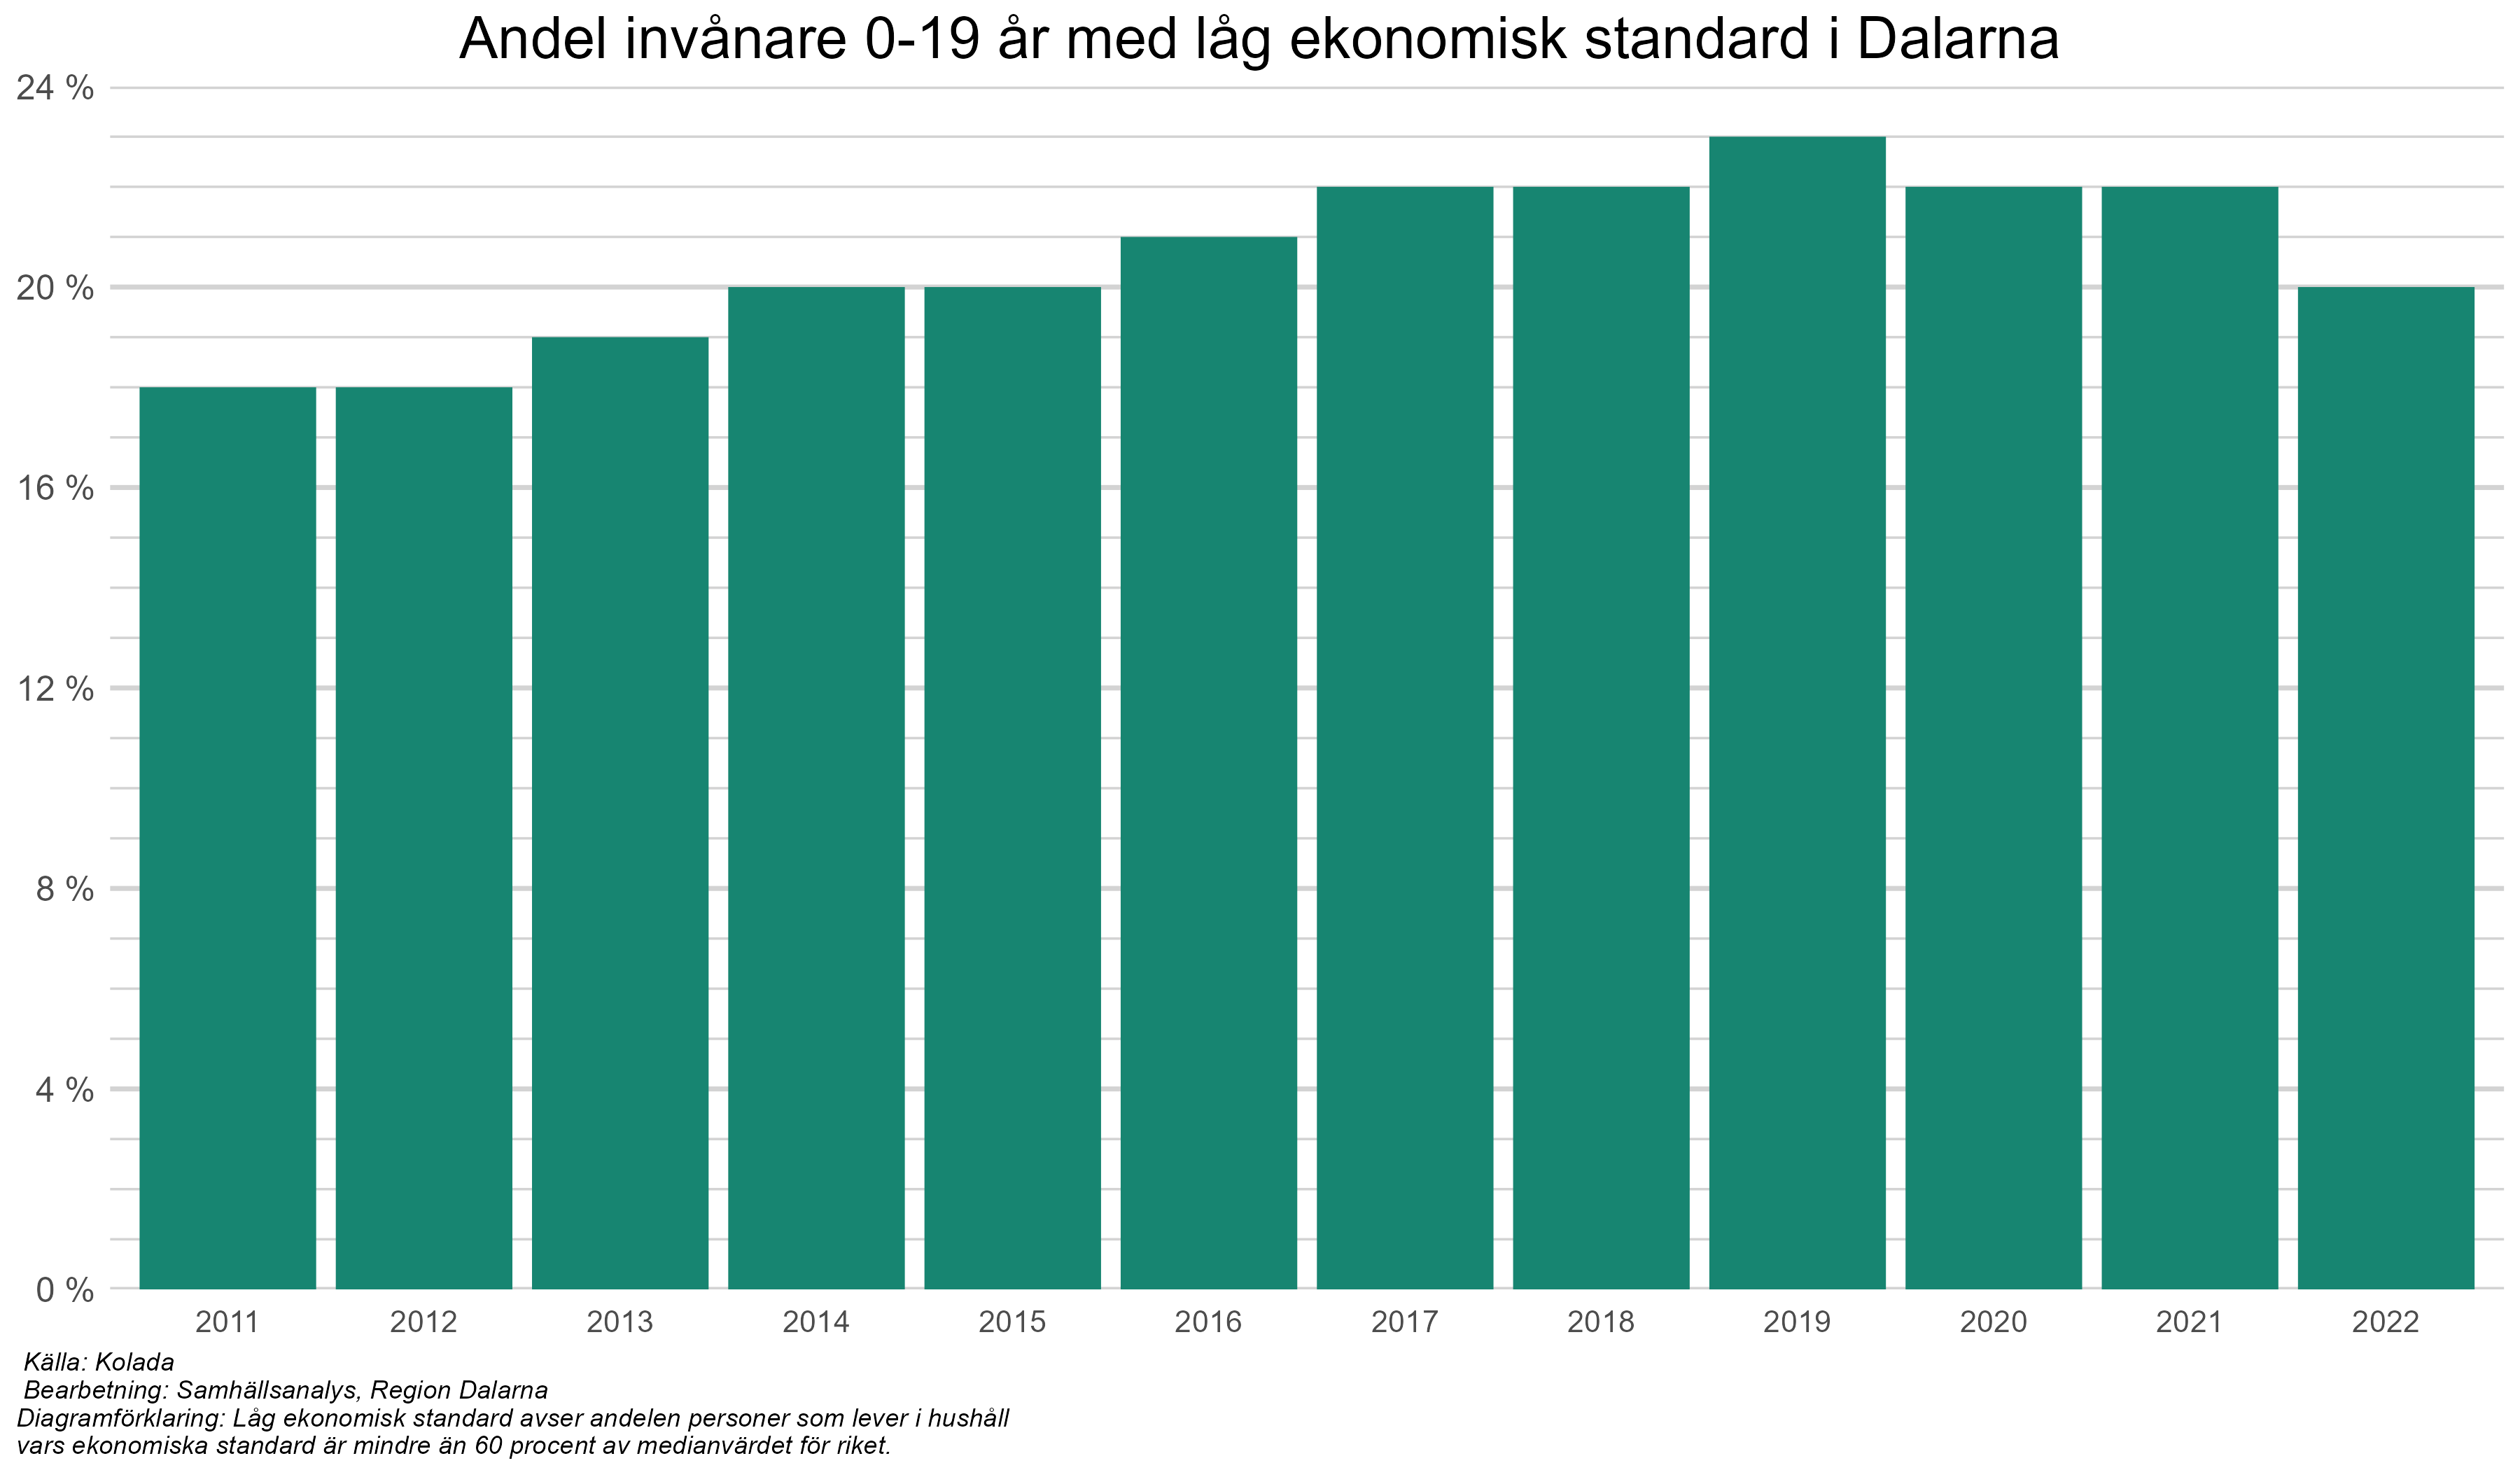 Andel invånare 0-19 år med låg ekonomisk standard i Dalarna
24 %
20 %
16 %
12 %
8 %
4 %
0 %
2011 2012 2013 2014 2015 2016 2017 2018 2019 2020 2021 2022
Källa: Kolada
Bearbetning: Samhällsanalys, Region Dalarna
Diagramförklaring: Låg ekonomisk standard avser andelen personer som lever i hushåll
vars ekonomiska standard är mindre än 60 procent av medianvärdet för riket.